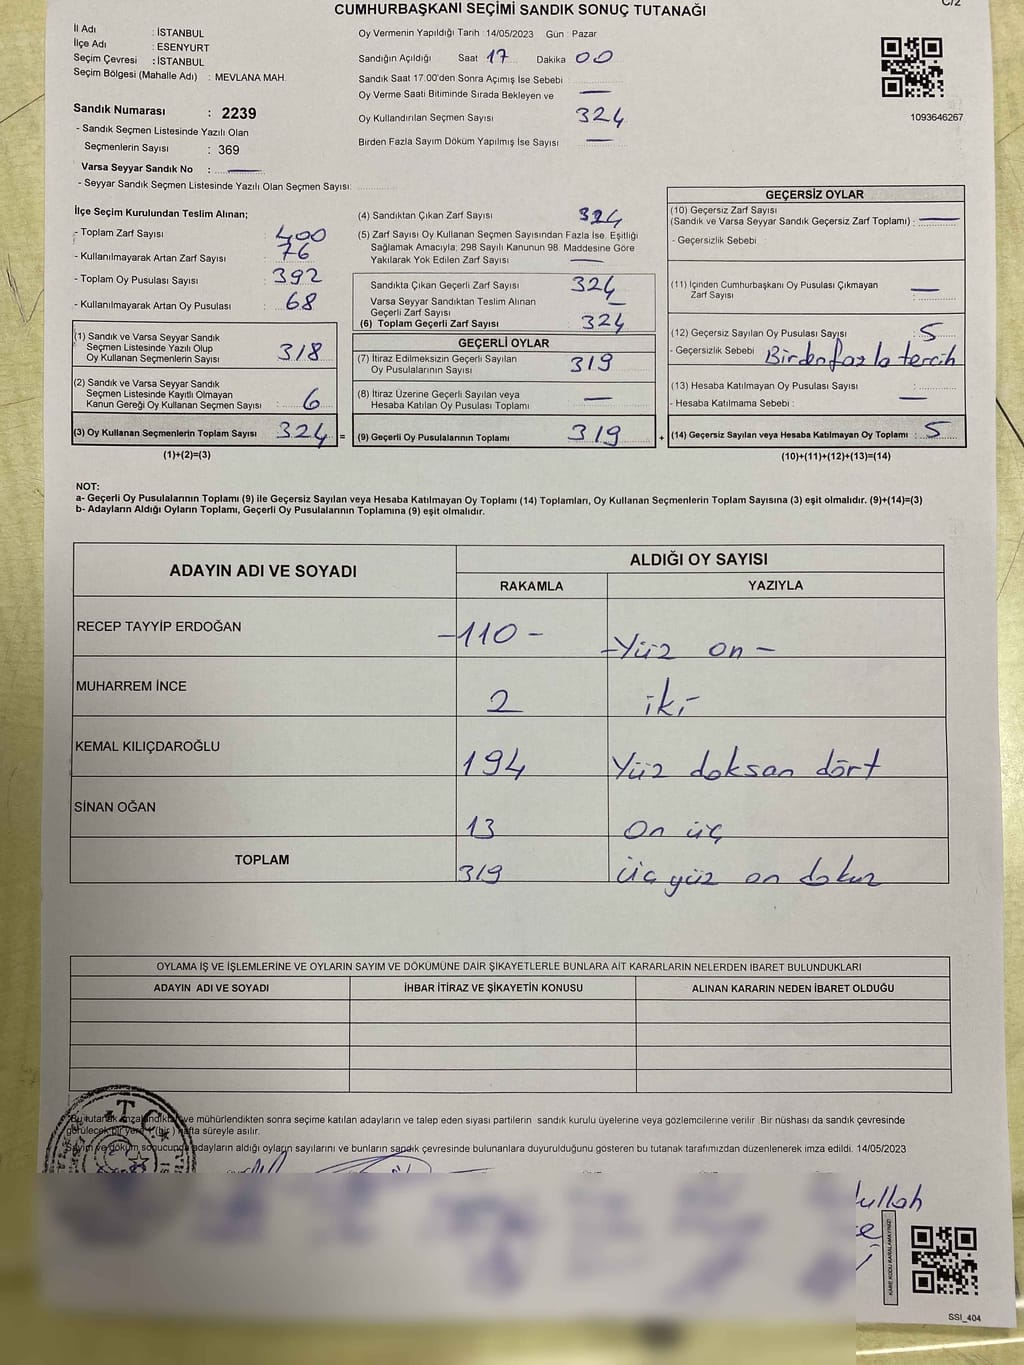 CUMHURBAŞKANI SEÇİMİ SANDIK SONUÇ TUTANAĞI
C/2
İl Adı : İSTANBUL
İlçe Adı : ESENYURT
Seçim Çevresi : İSTANBUL
Seçim Bölgesi (Mahalle Adı) : MEVLANA MAH.
Sandık Numarası : 2239
- Sandık Seçmen Listesinde Yazılı Olan
Seçmenlerin Sayısı : 369
Varsa Seyyar Sandık No : —
- Seyyar Sandık Seçmen Listesinde Yazılı Olan Seçmen Sayısı:
Oy Vermenin Yapıldığı Tarih : 14/05/2023 Gün : Pazar
Sandığın Açıldığı Saat 17 Dakika 00
Sandık Saat 17.00'den Sonra Açımış İse Sebebi
Oy Verme Saati Bitiminde Sırada Bekleyen ve —
Oy Kullandırılan Seçmen Sayısı 324
Birden Fazla Sayım Döküm Yapılmış İse Sayısı —
1093646267
İlçe Seçim Kurulundan Teslim Alınan;
- Toplam Zarf Sayısı : 400
- Kullanılmayarak Artan Zarf Sayısı : 76
- Toplam Oy Pusulası Sayısı : 392
- Kullanılmayarak Artan Oy Pusulası : 68
(1) Sandık ve Varsa Seyyar Sandık
Seçmen Listesinde Yazılı Olup
Oy Kullanan Seçmenlerin Sayısı : 318
(2) Sandık ve Varsa Seyyar Sandık
Seçmen Listesinde Kayıtlı Olmayan
Kanun Gereği Oy Kullanan Seçmen Sayısı : 6
(3) Oy Kullanan Seçmenlerin Toplam Sayısı : 324 =
(1)+(2)=(3)
(4) Sandıktan Çıkan Zarf Sayısı 324
(5) Zarf Sayısı Oy Kullanan Seçmen Sayısından Fazla İse, Eşitliği
Sağlamak Amacıyla; 298 Sayılı Kanunun 98. Maddesine Göre
Yakılarak Yok Edilen Zarf Sayısı —
Sandıkta Çıkan Geçerli Zarf Sayısı 324
Varsa Seyyar Sandıktan Teslim Alınan
Geçerli Zarf Sayısı —
(6) Toplam Geçerli Zarf Sayısı 324
GEÇERLİ OYLAR
(7) İtiraz Edilmeksizin Geçerli Sayılan
Oy Pusulalarının Sayısı 319
(8) İtiraz Üzerine Geçerli Sayılan veya
Hesaba Katılan Oy Pusulası Toplamı —
(9) Geçerli Oy Pusulalarının Toplamı 319 +
GEÇERSİZ OYLAR
(10) Geçersiz Zarf Sayısı
(Sandık ve Varsa Seyyar Sandık Geçersiz Zarf Toplamı) : —
- Geçersizlik Sebebi :
(11) İçinden Cumhurbaşkanı Oy Pusulası Çıkmayan
Zarf Sayısı : —
(12) Geçersiz Sayılan Oy Pusulası Sayısı : 5
- Geçersizlik Sebebi : Birden fazla tercih
(13) Hesaba Katılmayan Oy Pusulası Sayısı : —
- Hesaba Katılmama Sebebi :
(14) Geçersiz Sayılan veya Hesaba Katılmayan Oy Toplamı : 5
(10)+(11)+(12)+(13)=(14)
NOT:
a- Geçerli Oy Pusulalarının Toplamı (9) ile Geçersiz Sayılan veya Hesaba Katılmayan Oy Toplamı (14) Toplamları, Oy Kullanan Seçmenlerin Toplam Sayısına (3) eşit olmalıdır. (9)+(14)=(3)
b- Adayların Aldığı Oyların Toplamı, Geçerli Oy Pusulalarının Toplamına (9) eşit olmalıdır.
ADAYIN ADI VE SOYADI ALDIĞI OY SAYISI
RAKAMLA YAZIYLA
RECEP TAYYİP ERDOĞAN -110- -Yüz on-
MUHARREM İNCE 2 iki
KEMAL KILIÇDAROĞLU 194 Yüz doksan dört
SİNAN OĞAN 13 On üç
TOPLAM 319 Üç yüz on dokuz
OYLAMA İŞ VE İŞLEMLERİNE VE OYLARIN SAYIM VE DÖKÜMÜNE DAİR ŞİKAYETLERLE BUNLARA AİT KARARLARIN NELERDEN İBARET BULUNDUKLARI
ADAYIN ADI VE SOYADI İHBAR İTİRAZ VE ŞİKAYETİN KONUSU ALINAN KARARIN NEDEN İBARET OLDUĞU
Bu tutanak imzalandıktan ve mühürlendikten sonra seçime katılan adayların ve talep eden siyasi partilerin sandık kurulu üyelerine veya gözlemcilerine verilir. Bir nüshası da sandık çevresinde
görülecek bir yere 1 (bir) hafta süreyle asılır.
Sayım ve döküm sonucunda adayların aldığı oyların sayılarını ve bunların sandık çevresinde bulunanlara duyurulduğunu gösteren bu tutanak tarafımızdan düzenlenerek imza edildi. 14/05/2023
T.C.
ullah
KARE KODU KARALAMAYINIZ!
SSI_404